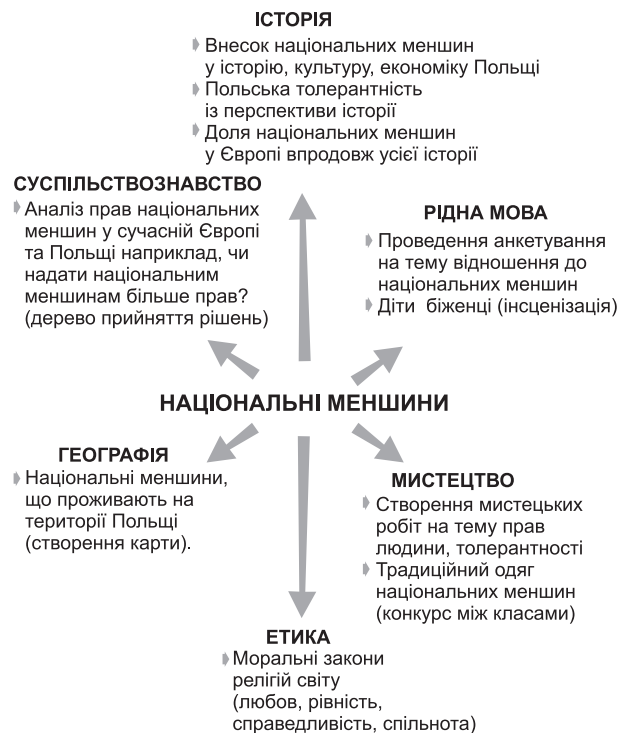 ІСТОРІЯ
Внесок національних меншин
у історію, культуру, економіку Польщі
Польська толерантність
із перспективи історії
Доля національних меншин
у Європі впродовж усієї історії
СУСПІЛЬСТВОЗНАВСТВО
Аналіз прав національних
меншин у сучасній Європі
та Польщі наприклад, чи
надати національним
меншинам більше прав?
(дерево прийняття рішень)
РІДНА МОВА
Проведення анкетування
на тему відношення до
національних меншин
Діти біженці (інсценізація)
НАЦІОНАЛЬНІ МЕНШИНИ
ГЕОГРАФІЯ
Національні меншини,
що проживають на
території Польщі
(створення карти).
МИСТЕЦТВО
Створення мистецьких
робіт на тему прав
людини, толерантності
Традиційний одяг
національних меншин
(конкурс між класами)
ЕТИКА
Моральні закони
релігій світу
(любов, рівність,
справедливість, спільнота)